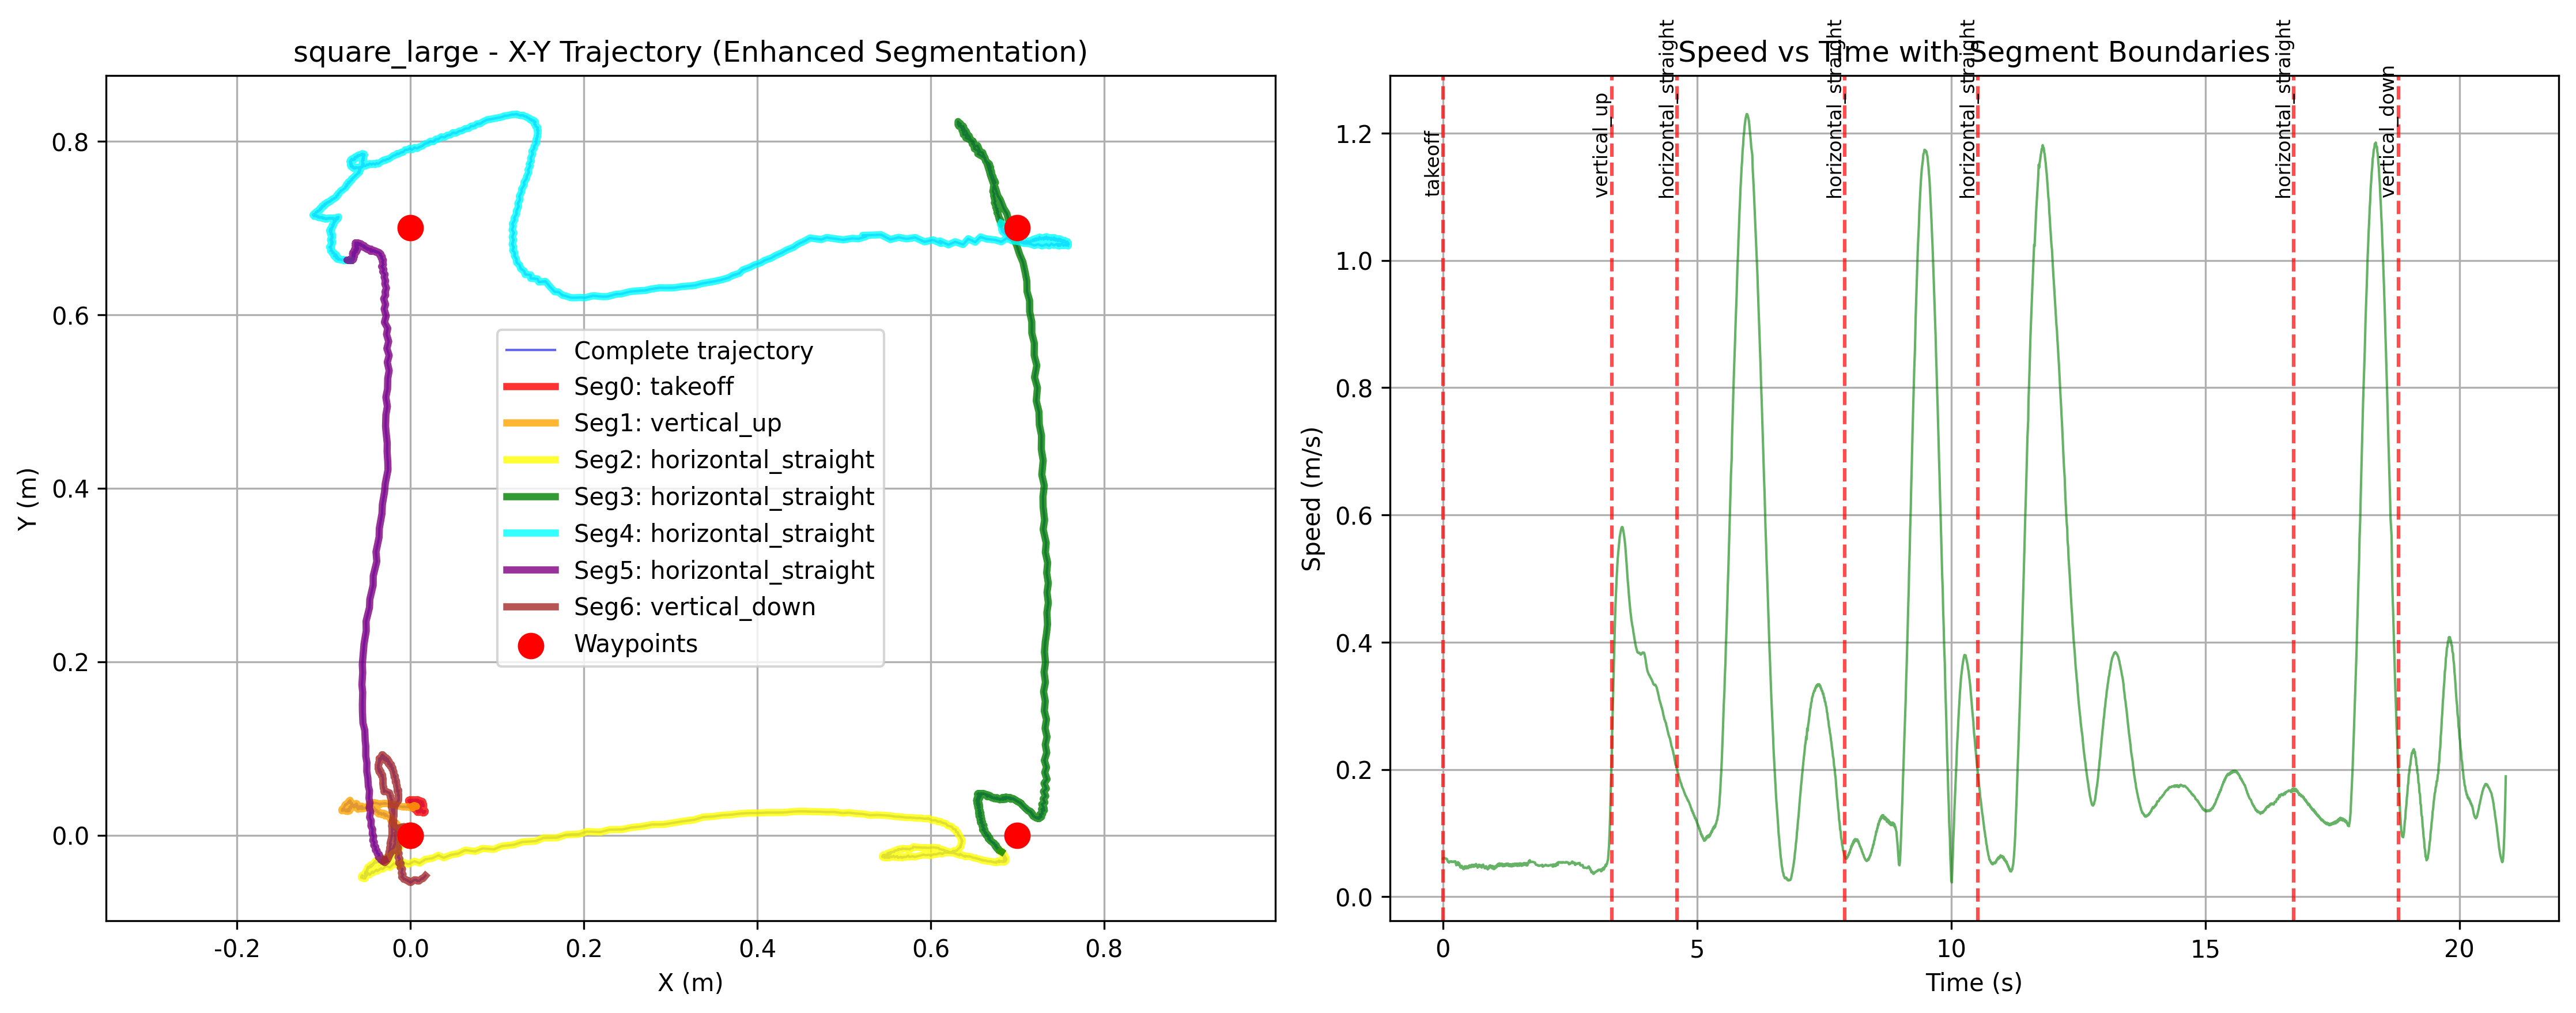 square_large - X-Y Trajectory (Enhanced Segmentation)
0.8
0.6
0.4
0.2
0.0
Y (m)
-0.2
0.0
0.2
0.4
0.6
0.8
X (m)
Complete trajectory
Seg0: takeoff
Seg1: vertical_up
Seg2: horizontal_straight
Seg3: horizontal_straight
Seg4: horizontal_straight
Seg5: horizontal_straight
Seg6: vertical_down
Waypoints
Speed vs Time with Segment Boundaries
takeoff
vertical_up
horizontal_straight
horizontal_straight
horizontal_straight
horizontal_straight
vertical_down
1.2
1.0
0.8
0.6
0.4
0.2
0.0
Speed (m/s)
0
5
10
15
20
Time (s)